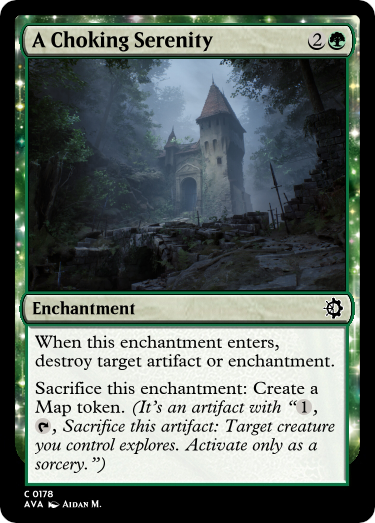 A Choking Serenity 2
Enchantment
When this enchantment enters,
destroy target artifact or enchantment.
Sacrifice this enchantment: Create a
Map token. (It's an artifact with “1,
, Sacrifice this artifact: Target creature
you control explores. Activate only as a
sorcery.”)
C 0178
AVA AIDAN M.